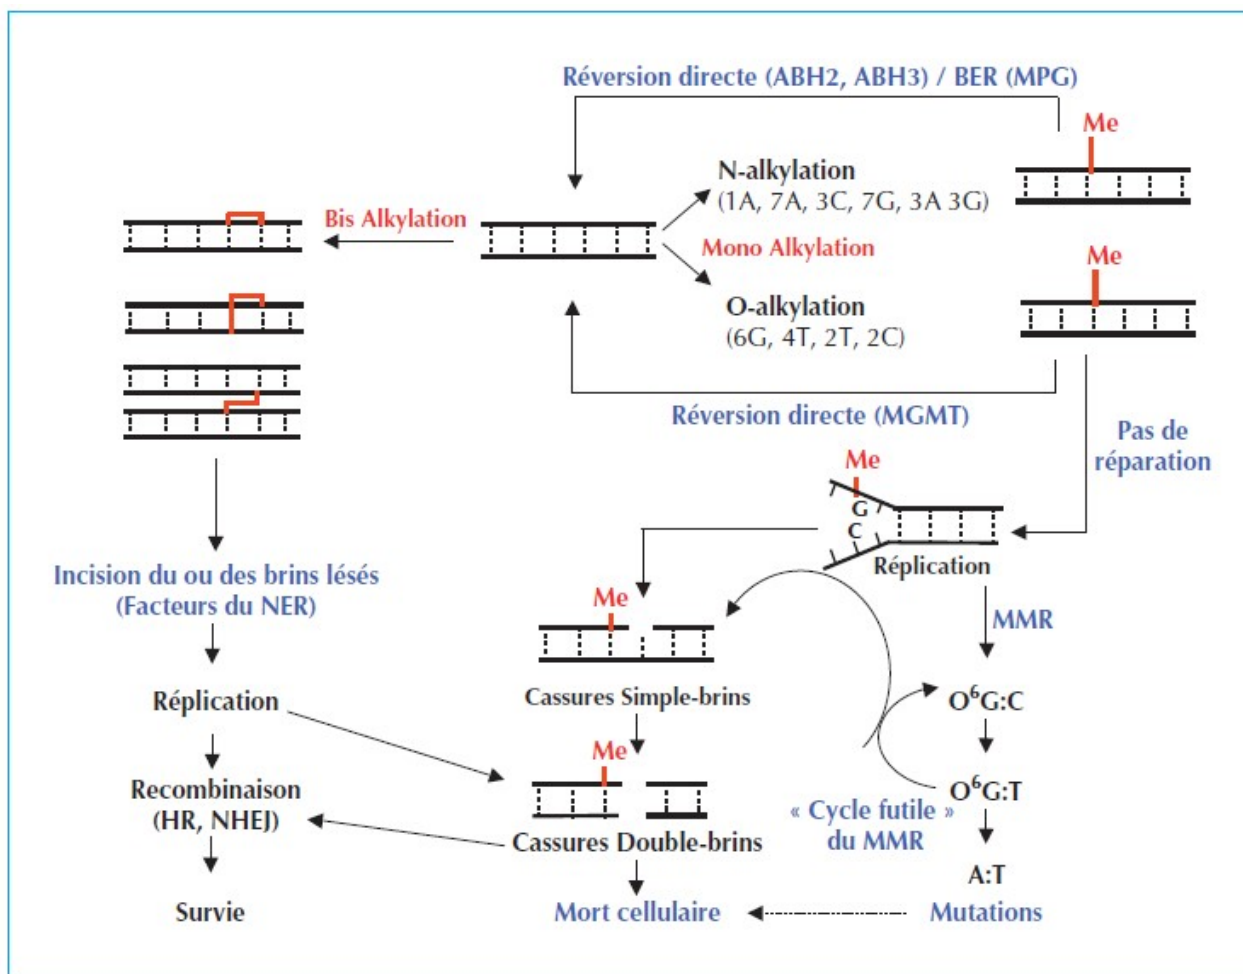 Réversion directe (ABH2, ABH3) / BER (MPG)
Me
N-alkylation
(1A, 7A, 3C, 7G, 3A 3G)
Bis Alkylation
Mono Alkylation
Me
O-alkylation
(6G, 4T, 2T, 2C)
Réversion directe (MGMT)
Pas de
réparation
Me
G
C
Réplication
Incision du ou des brins lésés
(Facteurs du NER)
Me
MMR
Cassures Simple-brins
O⁶G:C
Réplication
Me
Recombinaison
(HR, NHEJ)
O⁶G:T
« Cycle futile »
du MMR
Cassures Double-brins
A:T
Survie
Mort cellulaire
Mutations